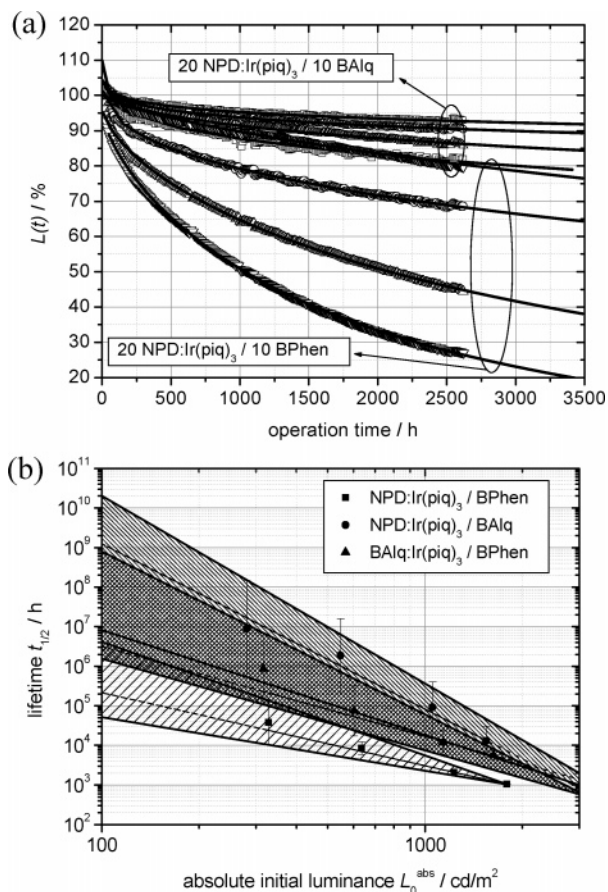 (a)
110
100
90
80
70
60
50
40
30
20
L(t) / %
20 NPD:Ir(piq)3 / 10 BAlq
20 NPD:Ir(piq)3 / 10 BPhen
0 500 1000 1500 2000 2500 3000 3500
operation time / h
(b)
10^11
10^10
10^9
10^8
10^7
10^6
10^5
10^4
10^3
10^2
lifetime t1/2 / h
NPD:Ir(piq)3 / BPhen
NPD:Ir(piq)3 / BAlq
BAlq:Ir(piq)3 / BPhen
100 1000
absolute initial luminance L0^abs / cd/m^2